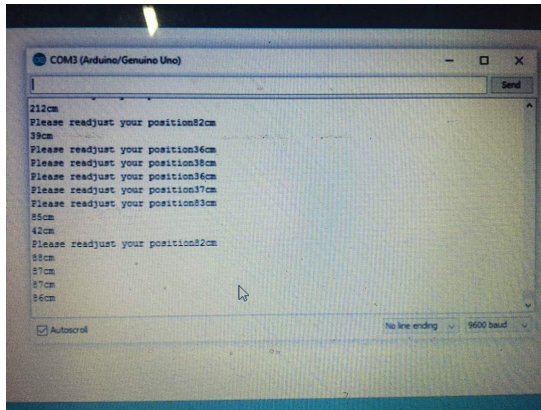 COM3 (Arduino/Genuino Uno)
Send
212cm
Please readjust your position82cm
39cm
Please readjust your position36cm
Please readjust your position38cm
Please readjust your position36cm
Please readjust your position37cm
Please readjust your position83cm
85cm
42cm
Please readjust your position82cm
88cm
87cm
87cm
86cm
Autoscroll
No line ending
9600 baud